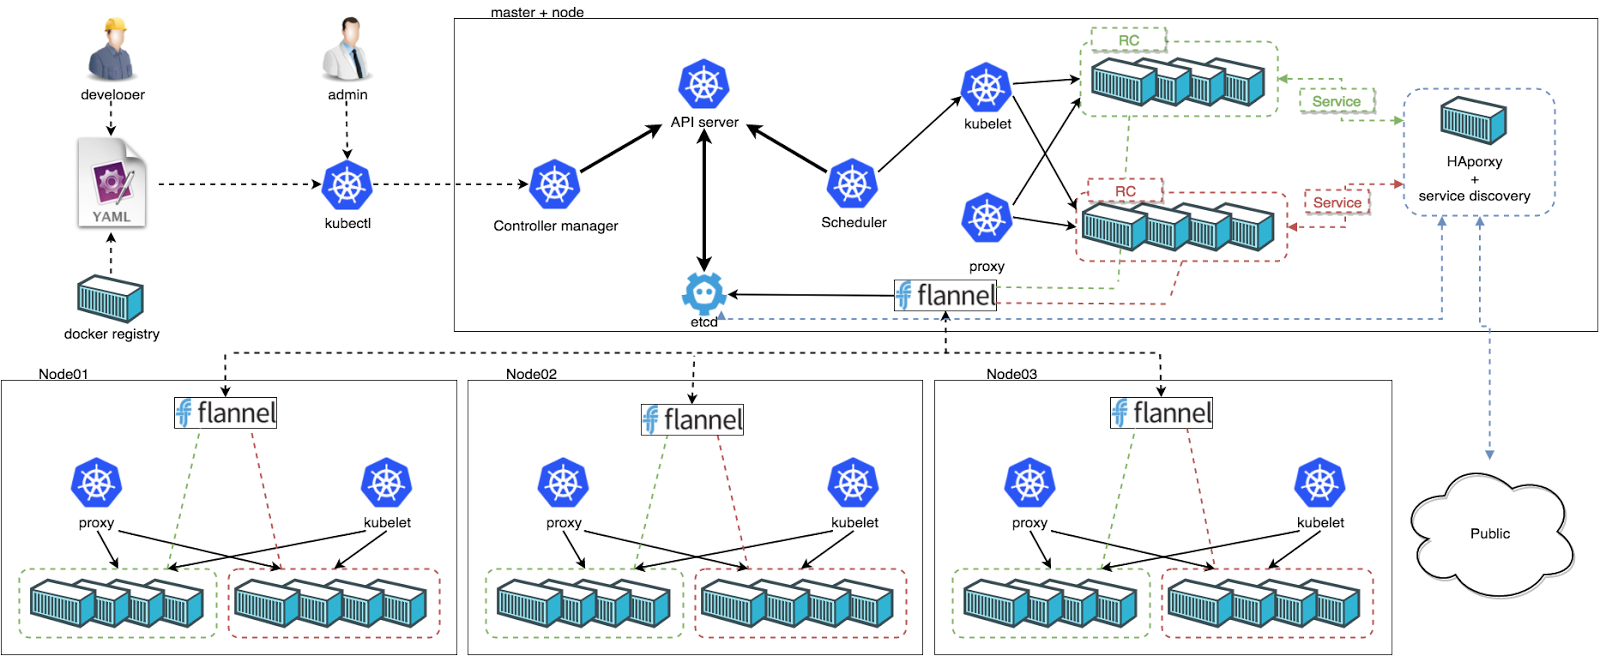 master + node
developer
admin
YAML
kubectl
docker registry
API server
Controller manager
Scheduler
etcd
kubelet
proxy
flannel
RC
RC
Service
Service
HAporxy
+
service discovery
Node01
flannel
proxy
kubelet
Node02
flannel
proxy
kubelet
Node03
flannel
proxy
kubelet
Public